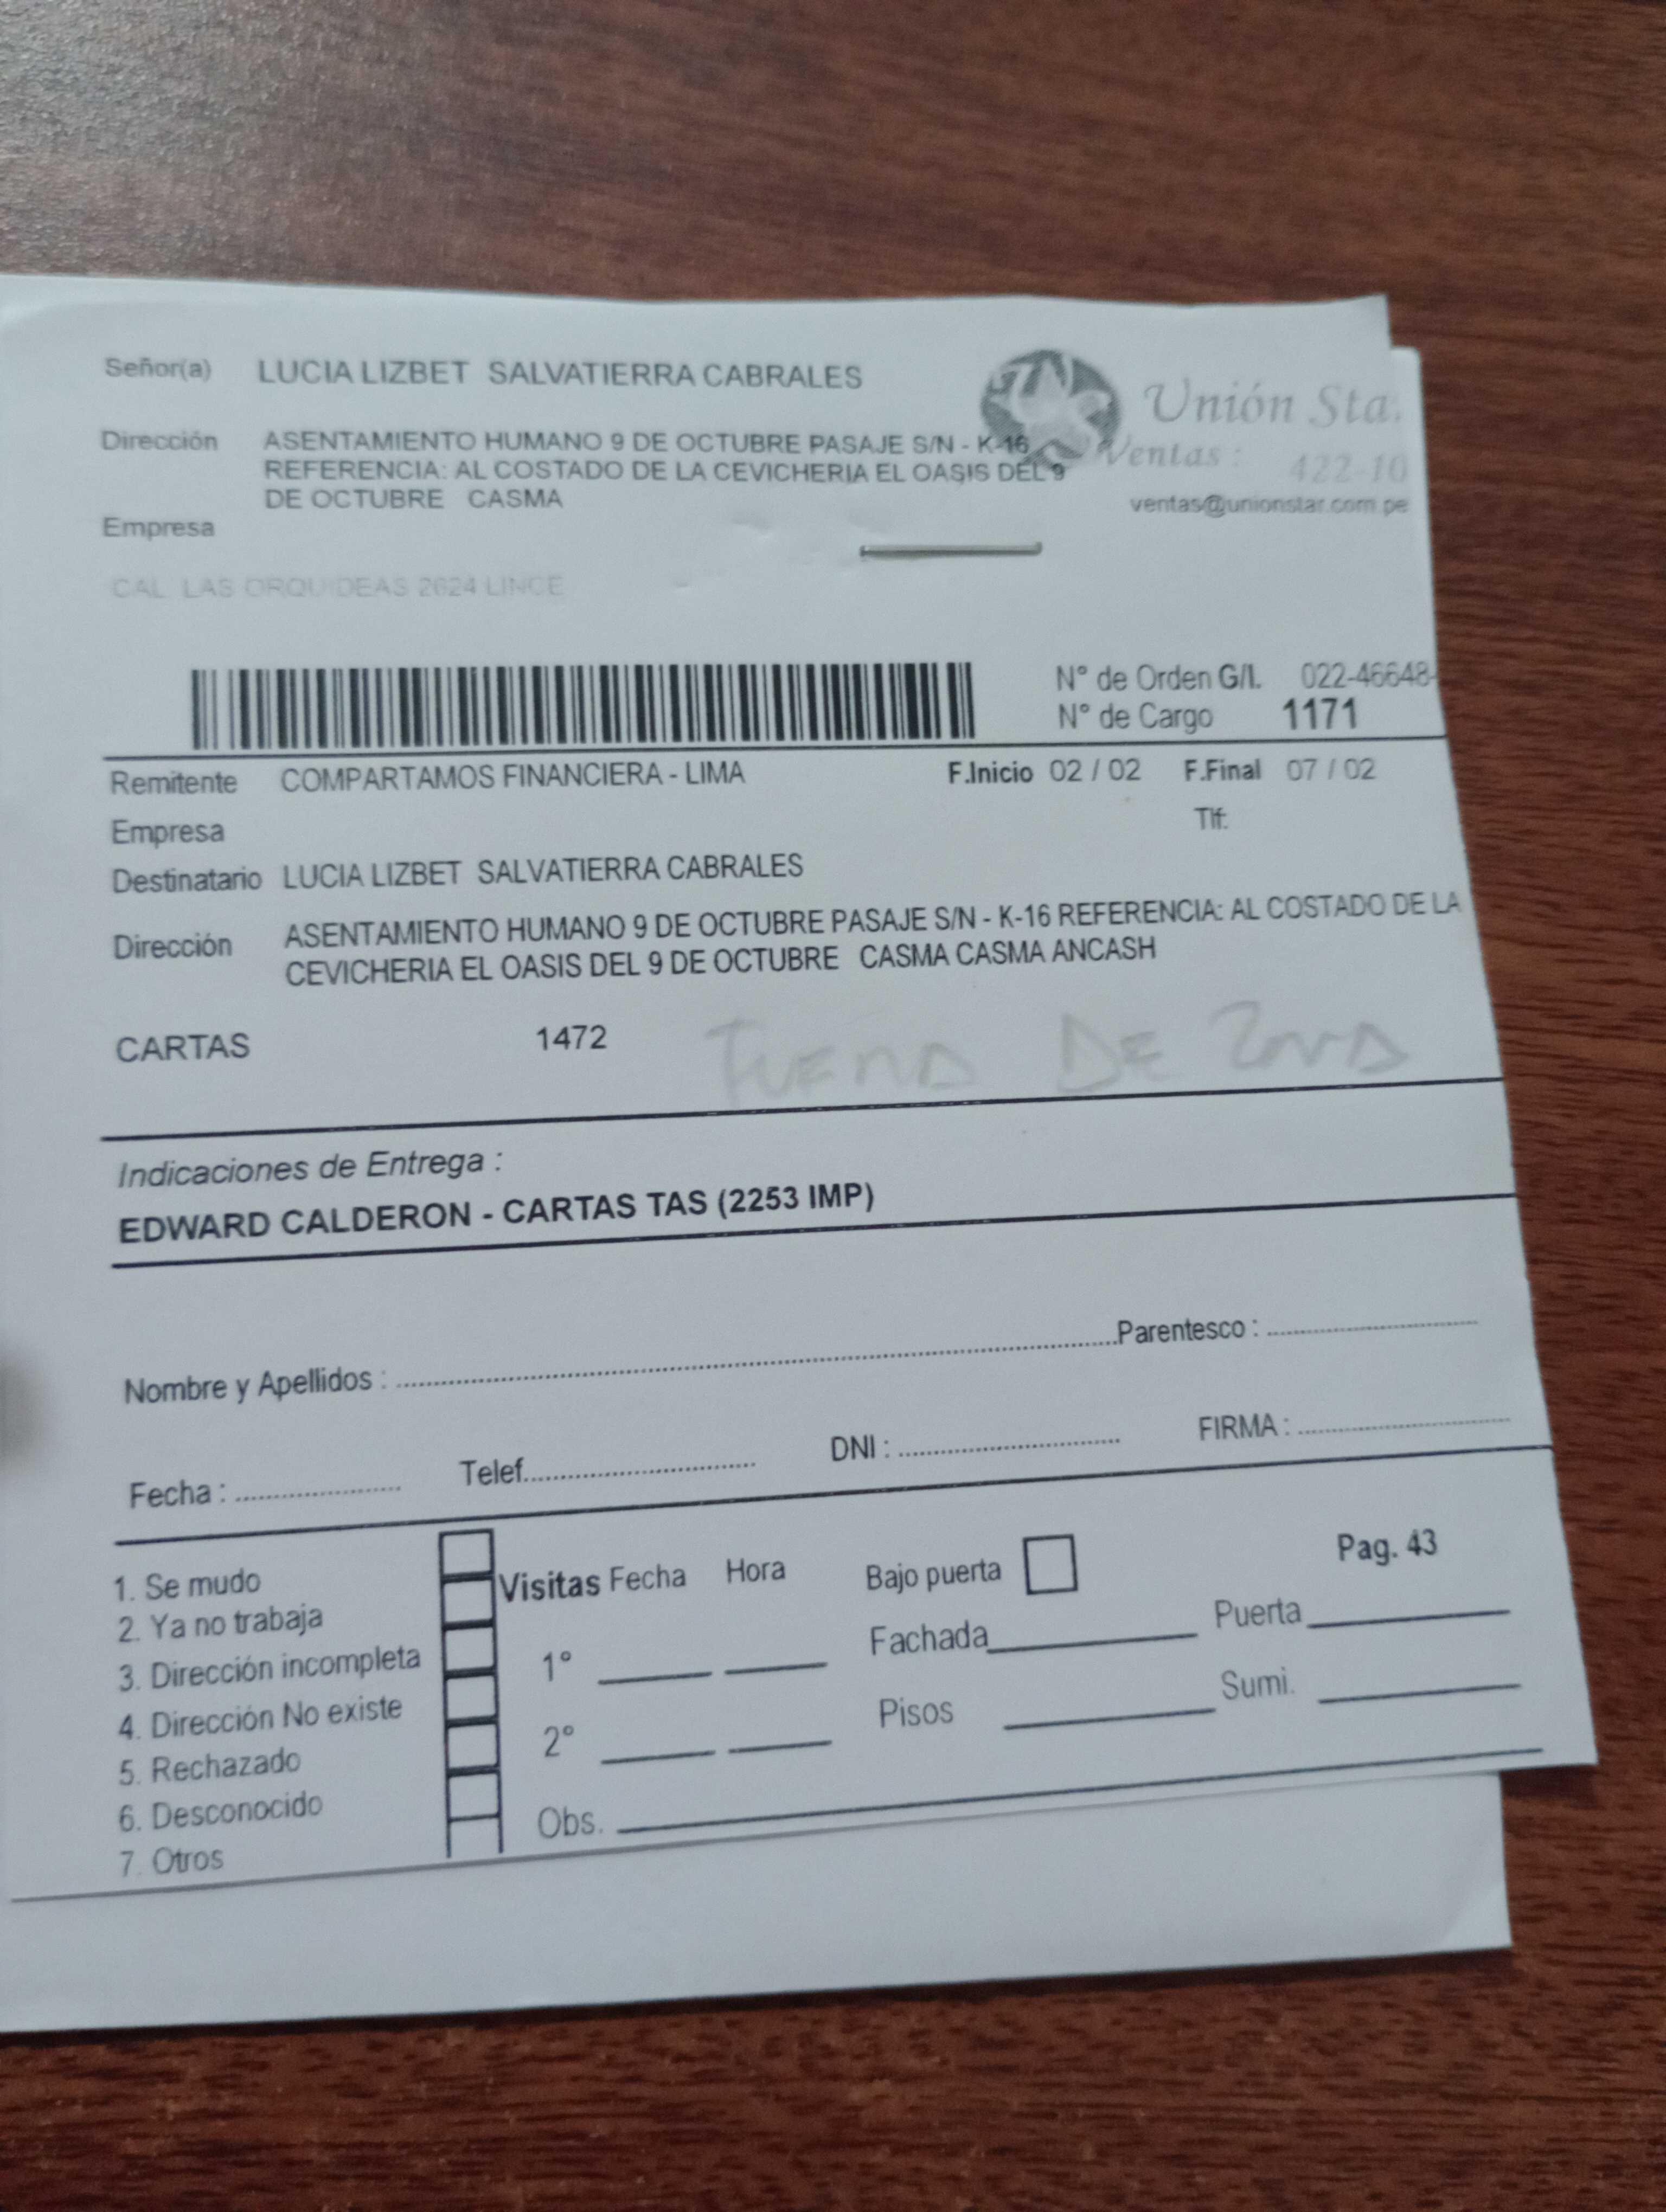 Señor(a) LUCIA LIZBET SALVATIERRA CABRALES
Unión Sta
Dirección ASENTAMIENTO HUMANO 9 DE OCTUBRE PASAJE S/N - K-16
REFERENCIA: AL COSTADO DE LA CEVICHERIA EL OASIS DEL 9
DE OCTUBRE CASMA
Ventas : 422-10
ventas@unionstar.com.pe
Empresa
CAL. LAS ORQUIDEAS 2624 LINCE
N° de Orden G/I. 022-46648-
N° de Cargo 1171
Remitente COMPARTAMOS FINANCIERA - LIMA F.Inicio 02 / 02 F.Final 07 / 02
Empresa Tlf:
Destinatario LUCIA LIZBET SALVATIERRA CABRALES
Dirección ASENTAMIENTO HUMANO 9 DE OCTUBRE PASAJE S/N - K-16 REFERENCIA: AL COSTADO DE LA
CEVICHERIA EL OASIS DEL 9 DE OCTUBRE CASMA CASMA ANCASH
CARTAS 1472 FUERA DE ZONA
Indicaciones de Entrega :
EDWARD CALDERON - CARTAS TAS (2253 IMP)
Nombre y Apellidos : Parentesco :
Fecha : Telef. DNI : FIRMA :
1. Se mudo Visitas Fecha Hora Bajo puerta Pag. 43
2. Ya no trabaja
3. Dirección incompleta 1° Fachada Puerta
4. Dirección No existe
5. Rechazado 2° Pisos Sumi.
6. Desconocido
7. Otros Obs.